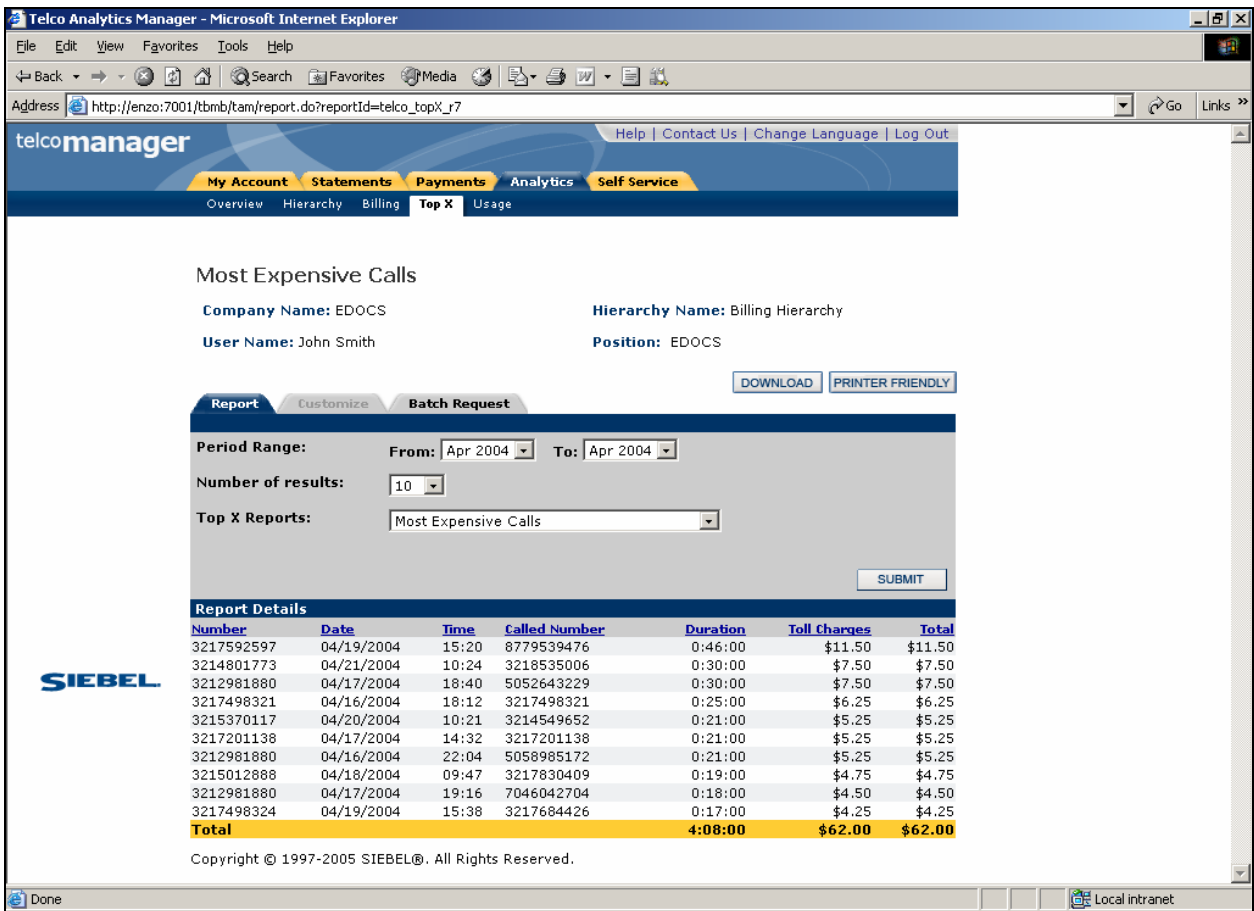 Telco Analytics Manager - Microsoft Internet Explorer
File Edit View Favorites Tools Help
Back Search Favorites Media
Address http://enzo:7001/tbmb/tam/report.do?reportId=telco_topX_r7 Go Links »
telcomanager
Help | Contact Us | Change Language | Log Out
My Account Statements Payments Analytics Self Service
Overview Hierarchy Billing Top X Usage
Most Expensive Calls
Company Name: EDOCS Hierarchy Name: Billing Hierarchy
User Name: John Smith Position: EDOCS
DOWNLOAD PRINTER FRIENDLY
Report Customize Batch Request
Period Range: From: Apr 2004 To: Apr 2004
Number of results: 10
Top X Reports: Most Expensive Calls
SUBMIT
Report Details
Number Date Time Called Number Duration Toll Charges Total
3217592597 04/19/2004 15:20 8779539476 0:46:00 $11.50 $11.50
3214801773 04/21/2004 10:24 3218535006 0:30:00 $7.50 $7.50
SIEBEL.
3212981880 04/17/2004 18:40 5052643229 0:30:00 $7.50 $7.50
3217498321 04/16/2004 18:12 3217498321 0:25:00 $6.25 $6.25
3215370117 04/20/2004 10:21 3214549652 0:21:00 $5.25 $5.25
3217201138 04/17/2004 14:32 3217201138 0:21:00 $5.25 $5.25
3212981880 04/16/2004 22:04 5058985172 0:21:00 $5.25 $5.25
3215012888 04/18/2004 09:47 3217830409 0:19:00 $4.75 $4.75
3212981880 04/17/2004 19:16 7046042704 0:18:00 $4.50 $4.50
3217498324 04/19/2004 15:38 3217684426 0:17:00 $4.25 $4.25
Total 4:08:00 $62.00 $62.00
Copyright © 1997-2005 SIEBEL®. All Rights Reserved.
Done Local intranet